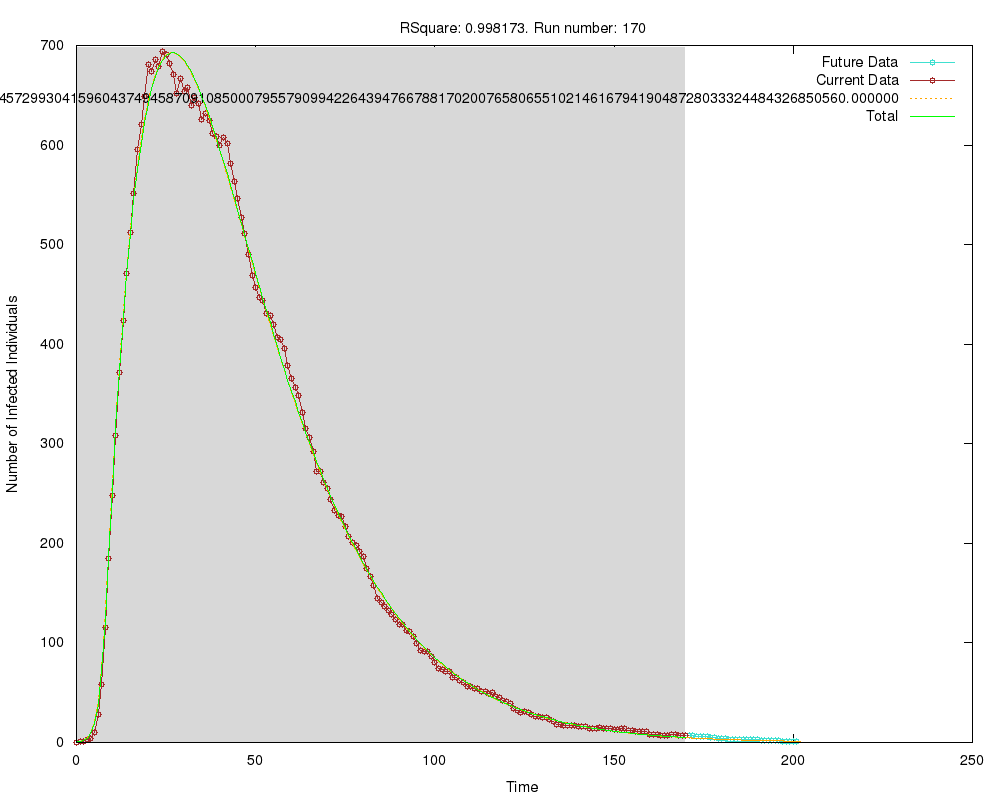 RSquare: 0.998173. Run number: 170
700
600
500
400
300
200
100
0
0
50
100
150
200
250
Number of Infected Individuals
Time
Future Data
Current Data
Total